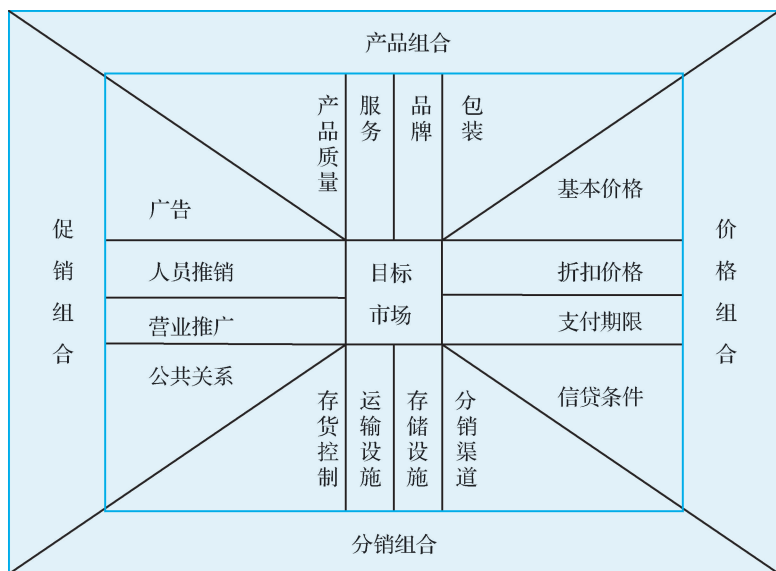 产品组合
产品质量
服务
品牌
包装
广告
基本价格
促销组合
人员推销
目标
市场
折扣价格
价格组合
营业推广
支付期限
公共关系
信贷条件
存货控制
运输设施
存储设施
分销渠道
分销组合